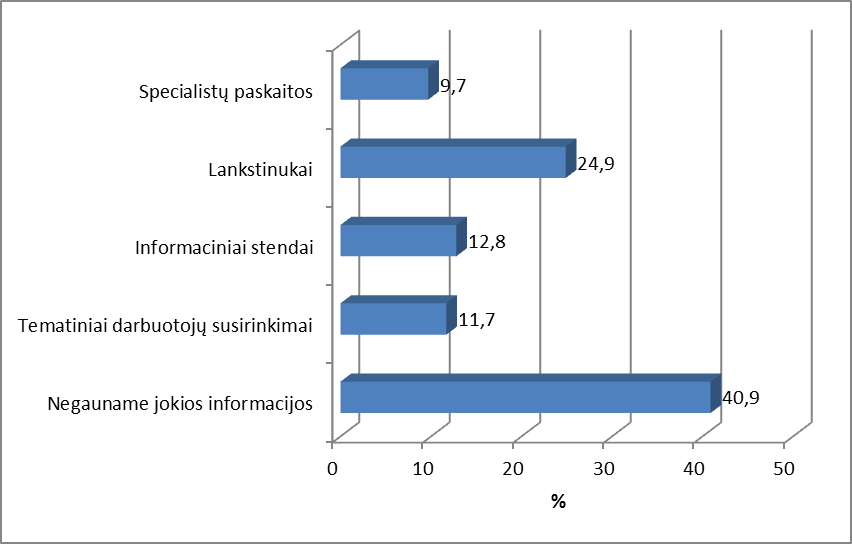 Specialistų paskaitos
9,7
Lankstinukai
24,9
Informaciniai stendai
12,8
Tematiniai darbuotojų susirinkimai
11,7
Negauname jokios informacijos
40,9
0 10 20 30 40 50
%